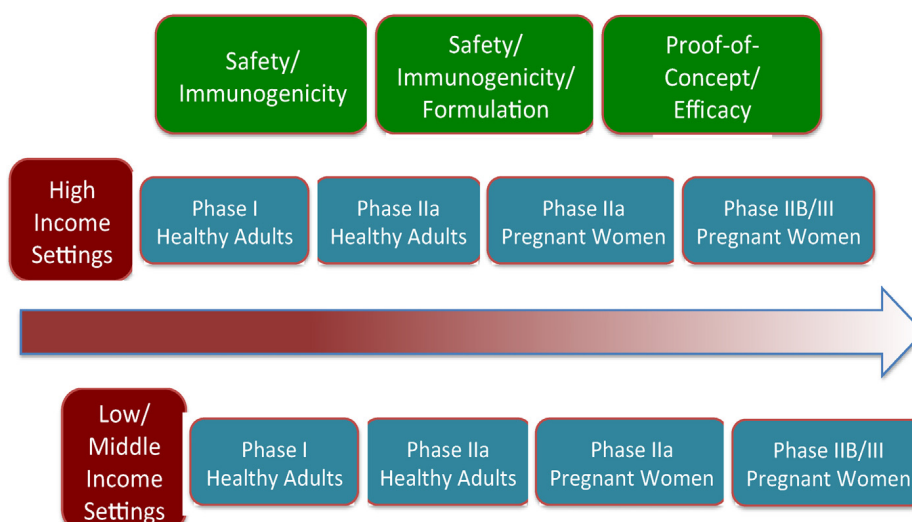 Safety/
Immunogenicity
Safety/
Immunogenicity/
Formulation
Proof-of-
Concept/
Efficacy
High
Income
Settings
Phase I
Healthy Adults
Phase IIa
Healthy Adults
Phase IIa
Pregnant Women
Phase IIB/III
Pregnant Women
Low/
Middle
Income
Settings
Phase I
Healthy Adults
Phase IIa
Healthy Adults
Phase IIa
Pregnant Women
Phase IIB/III
Pregnant Women